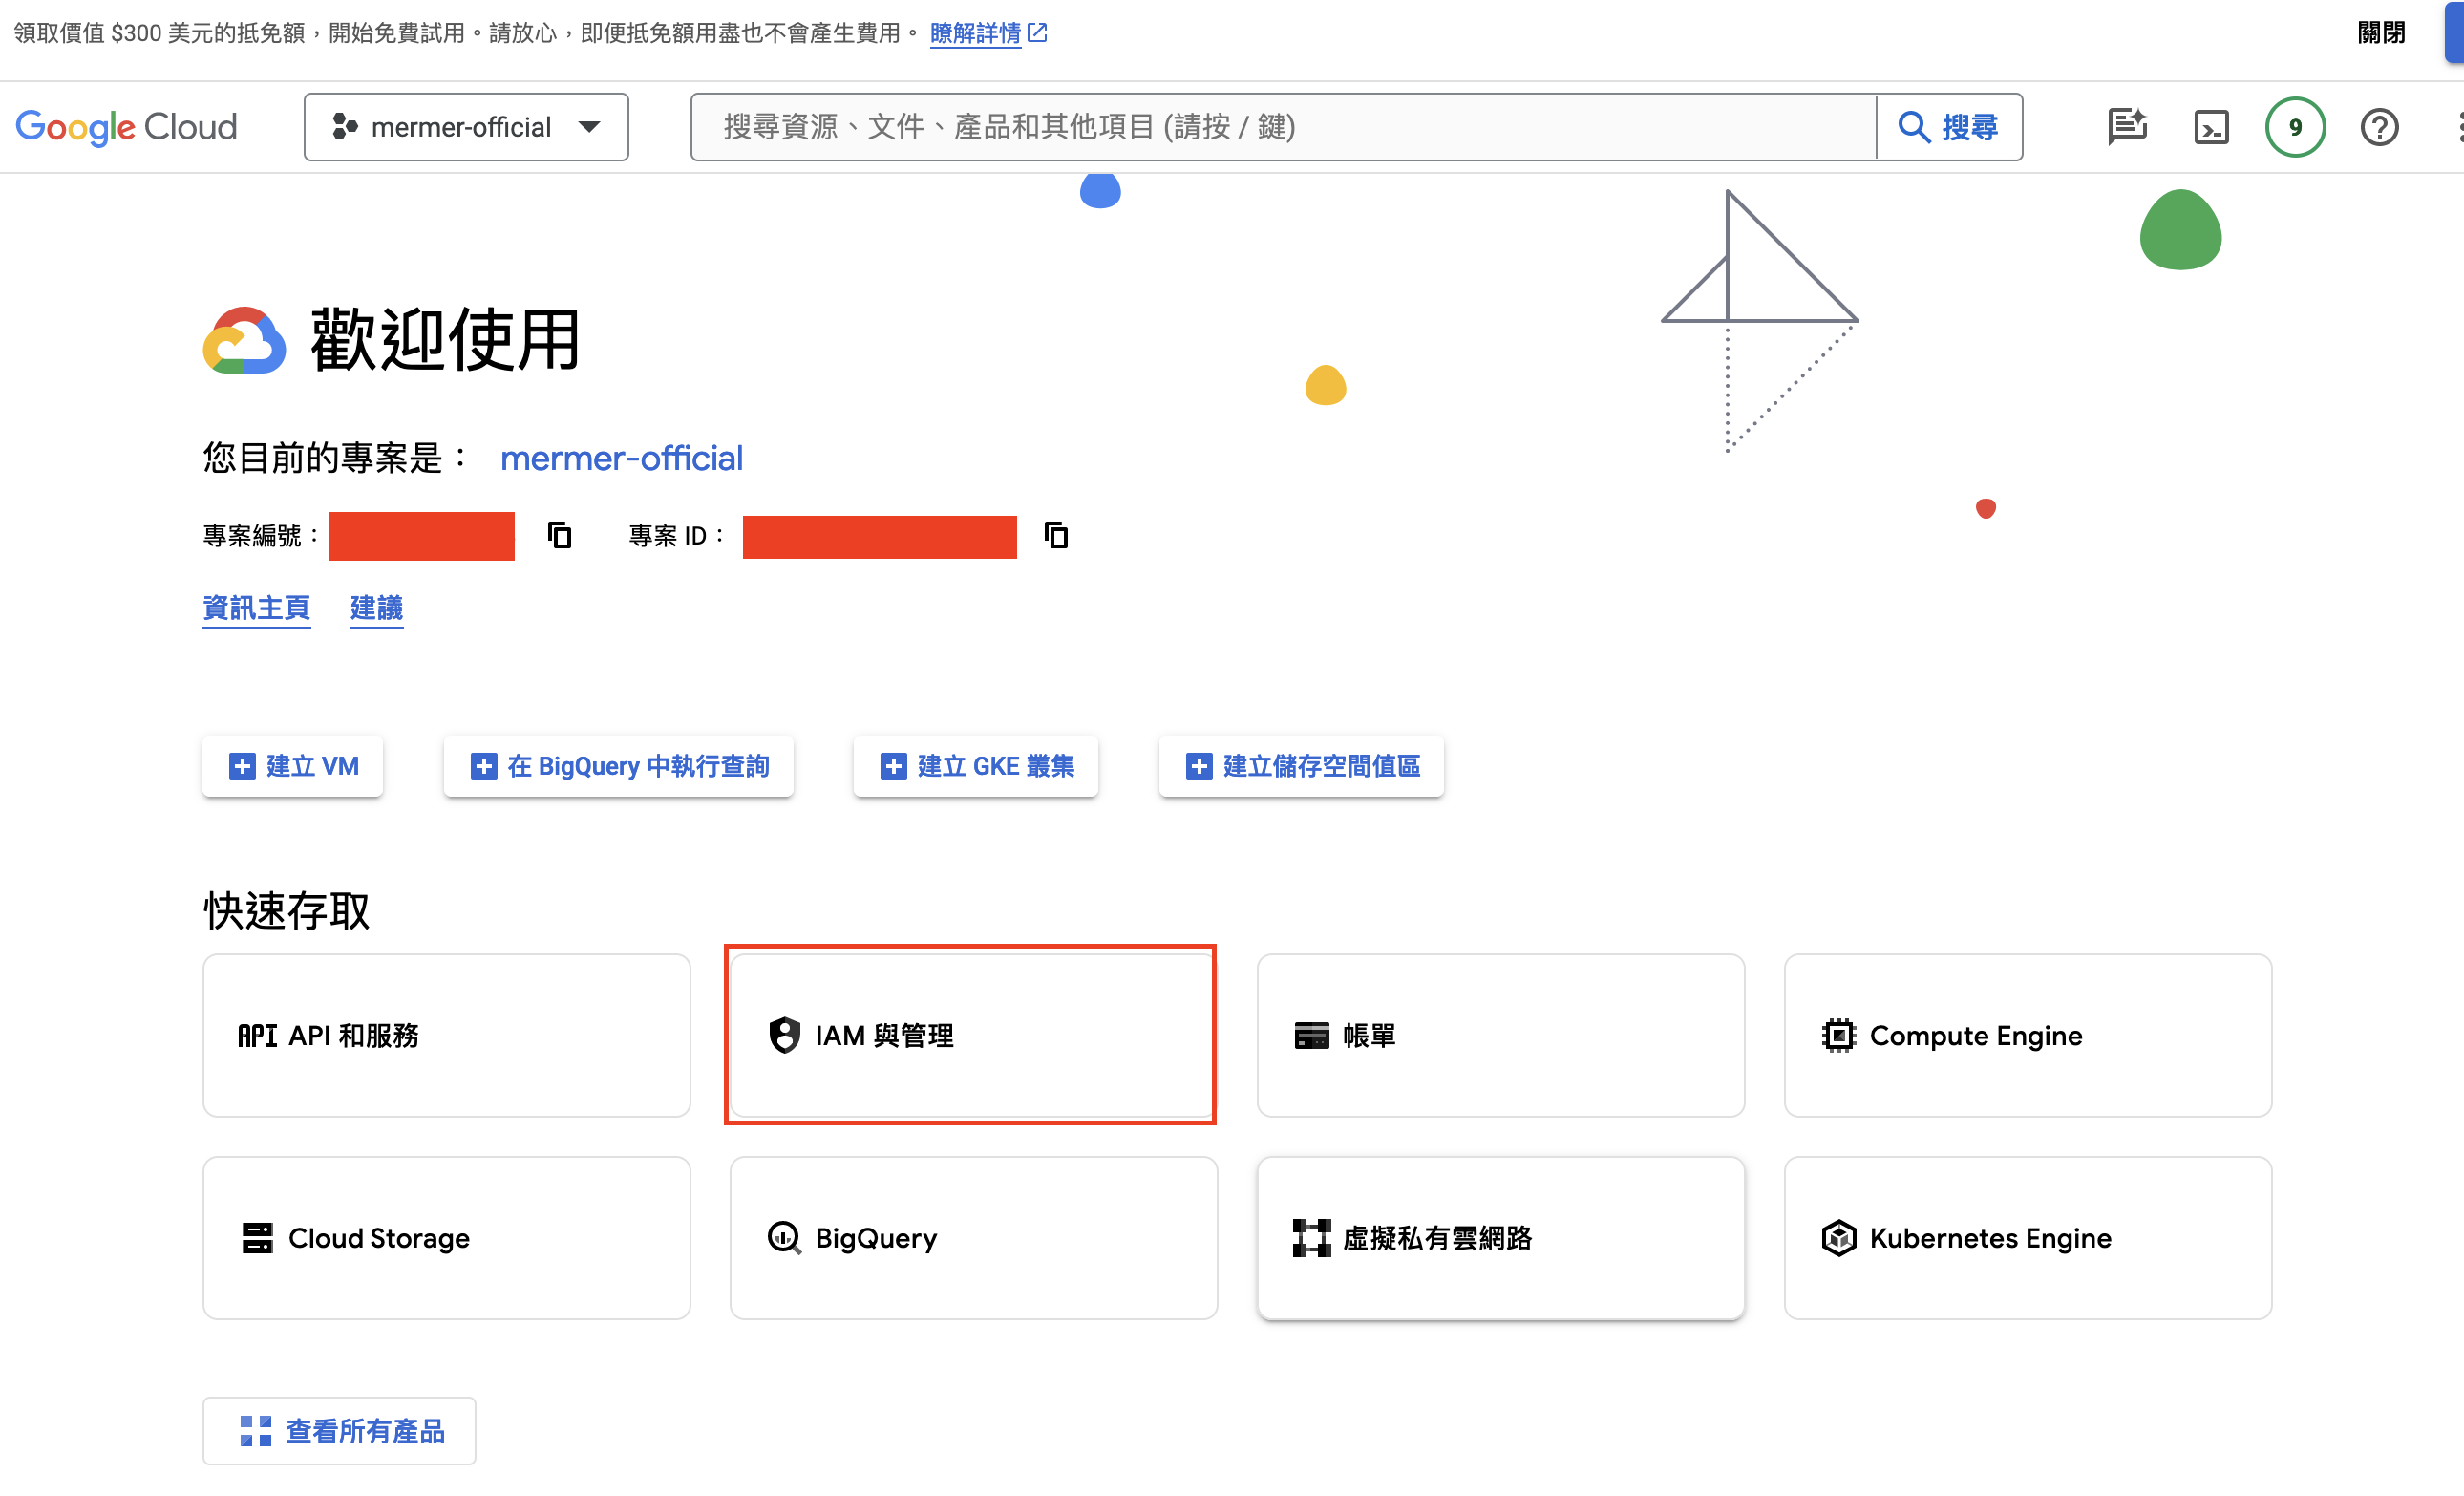 領取價值 $300 美元的抵免額，開始免費試用。請放心，即便抵免額用盡也不會產生費用。 瞭解詳情
關閉
Google Cloud
mermer-official
搜尋資源、文件、產品和其他項目 (請按 / 鍵)
搜尋
9
歡迎使用
您目前的專案是： mermer-official
專案編號：
專案 ID：
資訊主頁
建議
建立 VM
在 BigQuery 中執行查詢
建立 GKE 叢集
建立儲存空間值區
快速存取
API API 和服務
IAM 與管理
帳單
Compute Engine
Cloud Storage
BigQuery
虛擬私有雲網路
Kubernetes Engine
查看所有產品